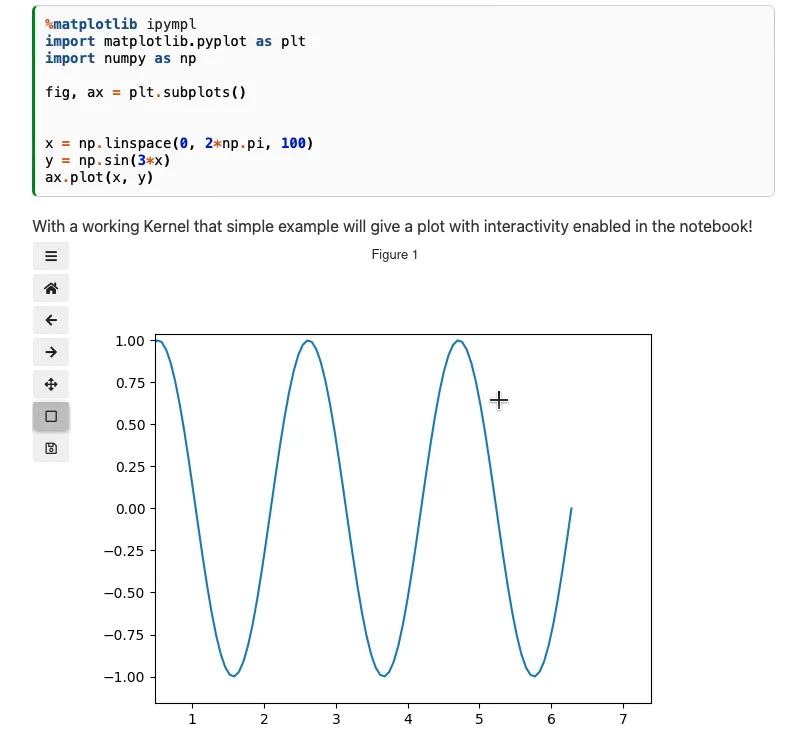 %matplotlib ipympl
import matplotlib.pyplot as plt
import numpy as np
fig, ax = plt.subplots()
x = np.linspace(0, 2*np.pi, 100)
y = np.sin(3*x)
ax.plot(x, y)
With a working Kernel that simple example will give a plot with interactivity enabled in the notebook!
Figure 1
1.00
0.75
0.50
0.25
0.00
−0.25
−0.50
−0.75
−1.00
1 2 3 4 5 6 7